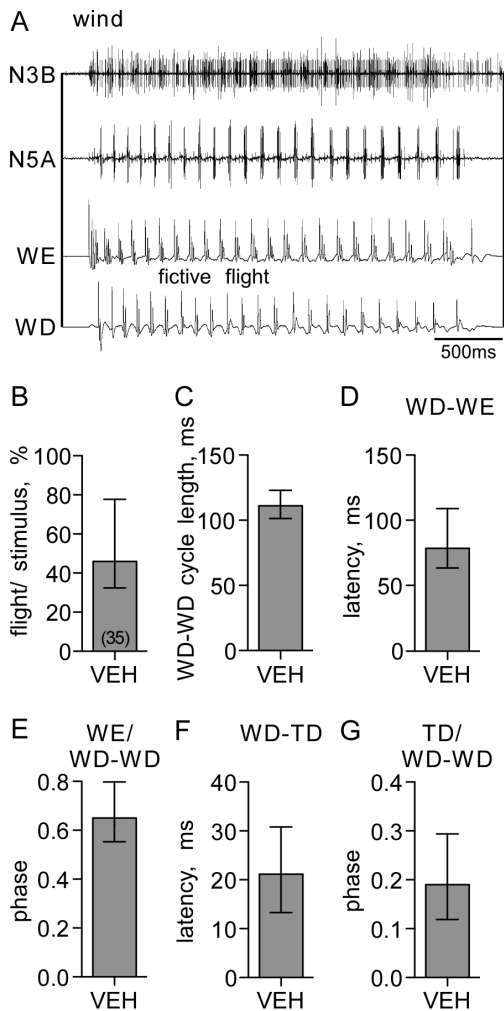 A
wind
N3B
N5A
WE
fictive flight
WD
500ms
B
flight/ stimulus, %
100
80
60
40
20
0
(35)
VEH
C
WD-WD cycle length, ms
150
100
50
0
VEH
D
WD-WE
latency, ms
150
100
50
0
VEH
E
WE/
WD-WD
phase
0.8
0.6
0.4
0.2
0.0
VEH
F
WD-TD
latency, ms
40
30
20
10
0
VEH
G
TD/
WD-WD
phase
0.4
0.3
0.2
0.1
0.0
VEH